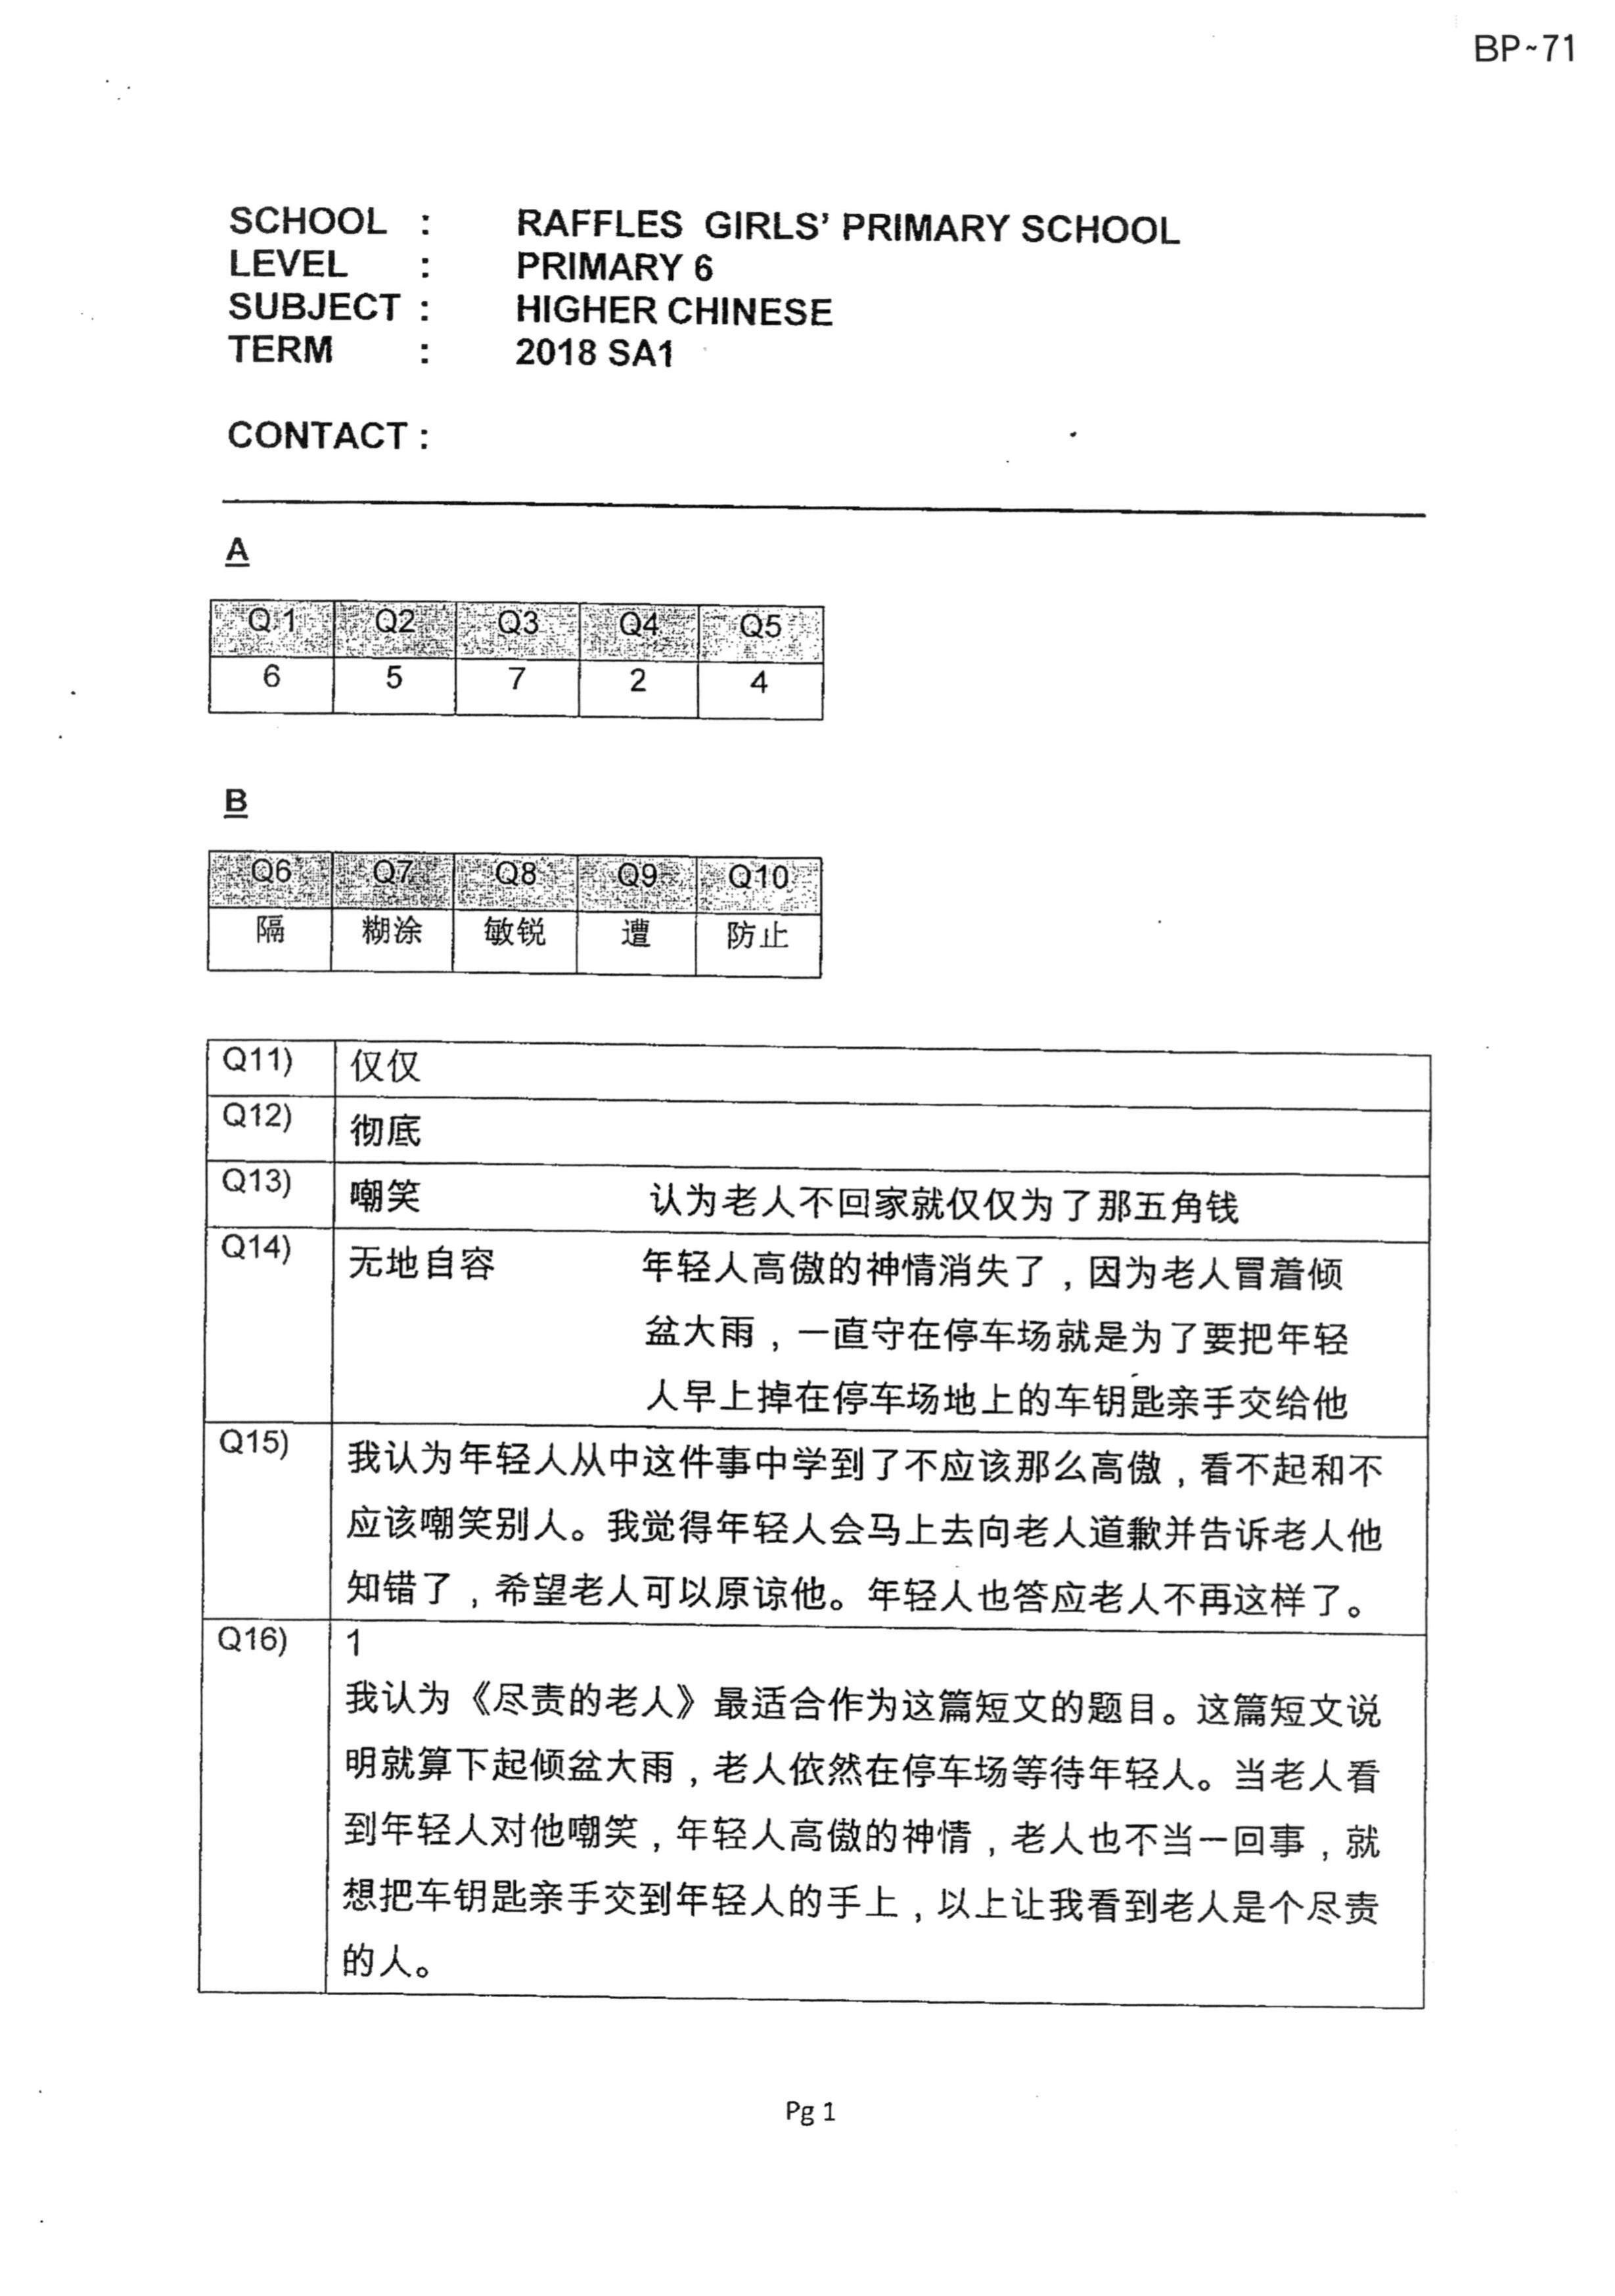 BP~71
SCHOOL : RAFFLES GIRLS' PRIMARY SCHOOL
LEVEL : PRIMARY 6
SUBJECT : HIGHER CHINESE
TERM : 2018 SA1
CONTACT :
A
Q1 Q2 Q3 Q4 Q5
6 5 7 2 4
B
Q6 Q7 Q8 Q9 Q10
隔 糊涂 敏锐 遭 防止
Q11) 仅仅
Q12) 彻底
Q13) 嘲笑 认为老人不回家就仅仅为了那五角钱
Q14) 无地自容 年轻人高傲的神情消失了，因为老人冒着倾
盆大雨，一直守在停车场就是为了要把年轻
人早上掉在停车场地上的车钥匙亲手交给他
Q15) 我认为年轻人从中这件事中学到了不应该那么高傲，看不起和不
应该嘲笑别人。我觉得年轻人会马上去向老人道歉并告诉老人他
知错了，希望老人可以原谅他。年轻人也答应老人不再这样了。
Q16) 1
我认为《尽责的老人》最适合作为这篇短文的题目。这篇短文说
明就算下起倾盆大雨，老人依然在停车场等待年轻人。当老人看
到年轻人对他嘲笑，年轻人高傲的神情，老人也不当一回事，就
想把车钥匙亲手交到年轻人的手上，以上让我看到老人是个尽责
的人。
Pg 1